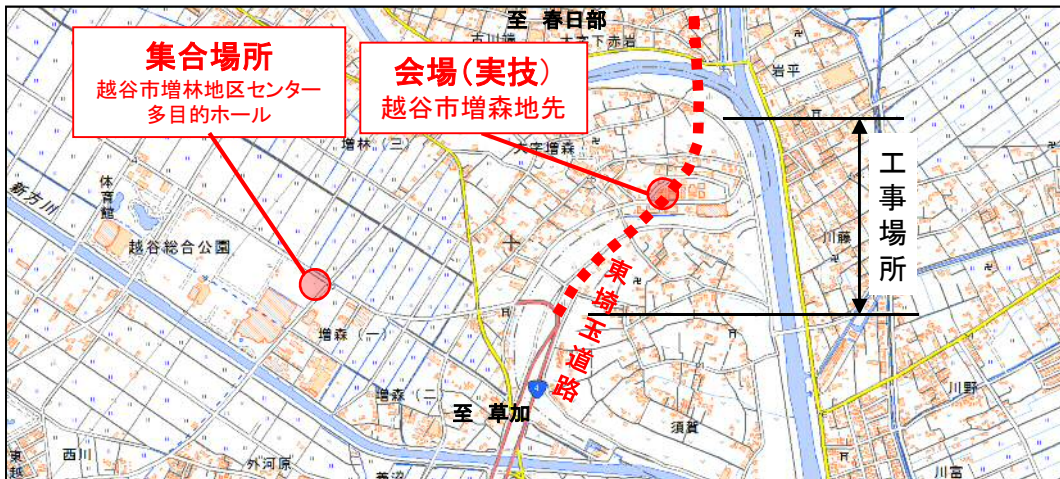 至 春日部
集合場所
越谷市増林地区センター
多目的ホール
会場(実技)
越谷市増森地先
岩平
増林(三)
大字増森
工事場所
新方川
体育館
越谷総合公園
川藤
東埼玉道路
増森(一)
4
増森(二)
至 草加
須賀
川野
西川
外河原
川富